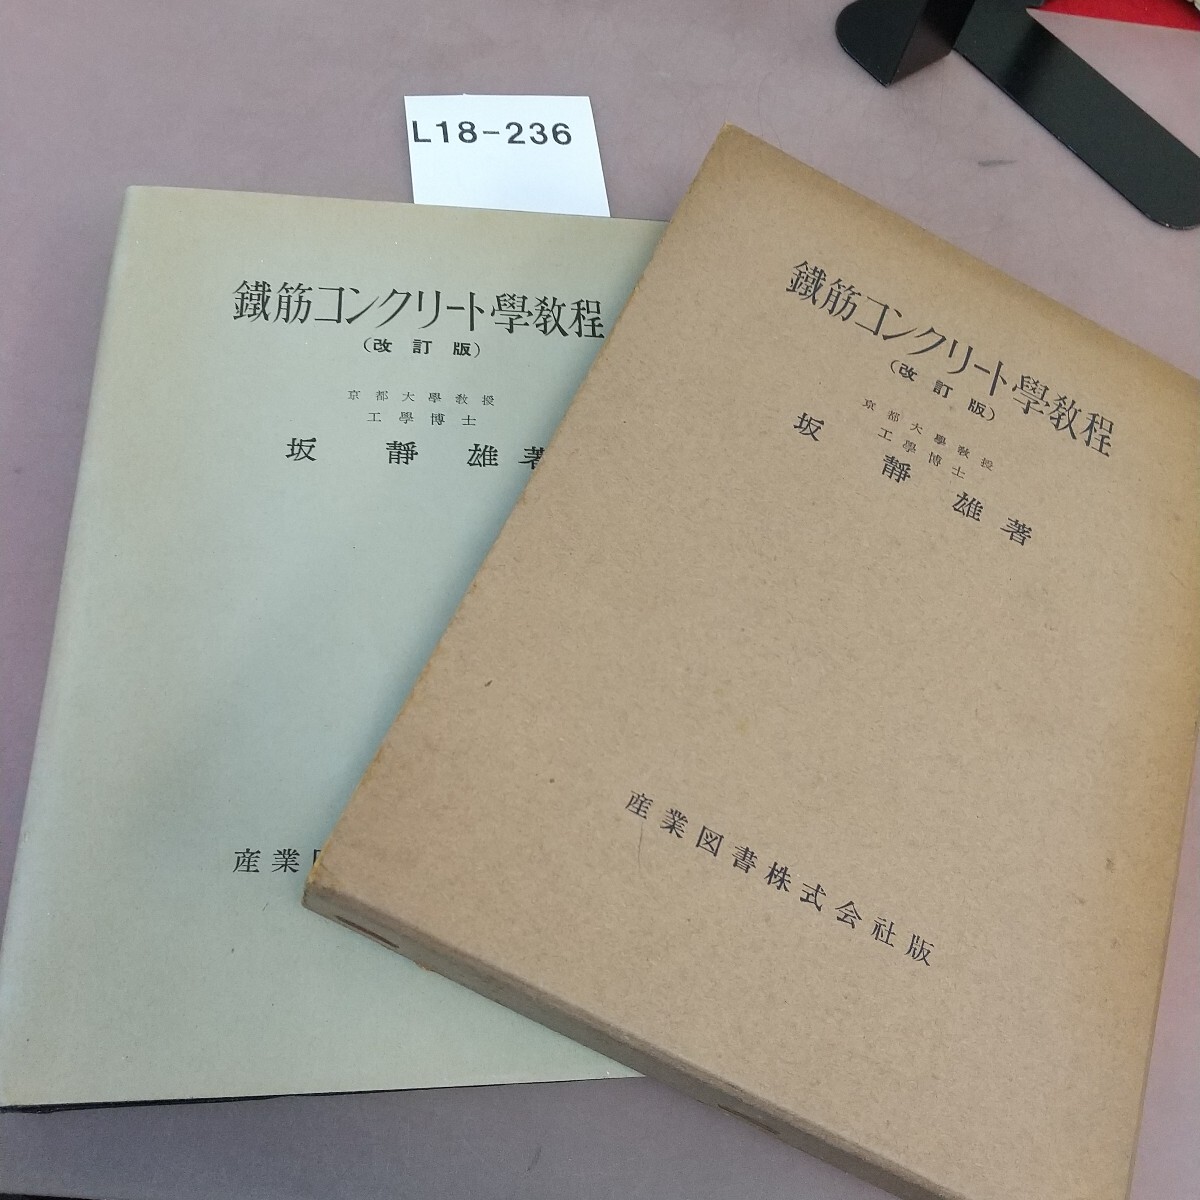 L18-236
鐵筋コンクリート學教程
(改訂版)
京都大學教授
工學博士
坂靜雄著
産業
鐵筋コンクリート學教程
(改訂版)
京都大學教授
工學博士
坂靜雄著
産業図書株式会社版